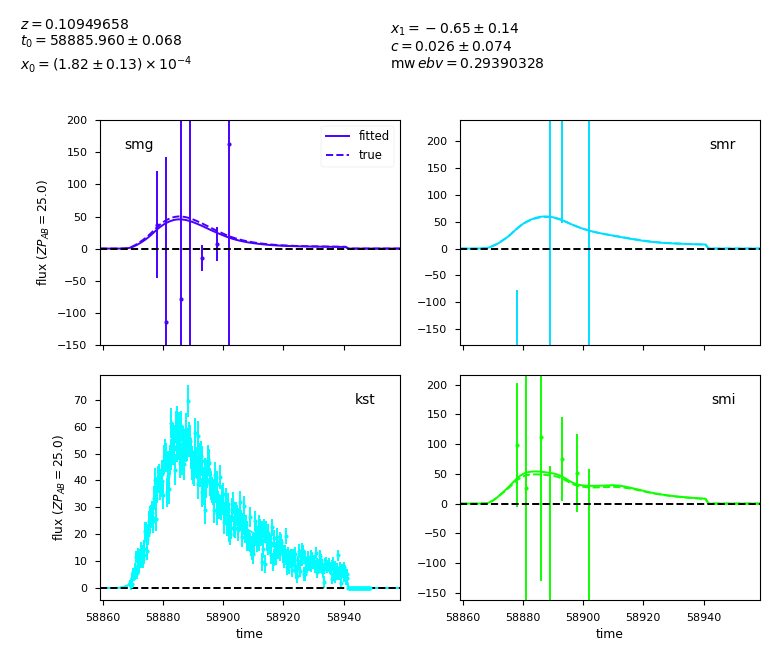 z = 0.10949658
t₀ = 58885.960 ± 0.068
x₀ = (1.82 ± 0.13) × 10⁻⁴
x₁ = −0.65 ± 0.14
c = 0.026 ± 0.074
mw ebv = 0.29390328
smg
fitted
true
200
150
100
50
0
−50
−100
−150
flux (ZP_AB = 25.0)
smr
200
150
100
50
0
−50
−100
−150
kst
70
60
50
40
30
20
10
0
flux (ZP_AB = 25.0)
58860 58880 58900 58920 58940
time
smi
200
150
100
50
0
−50
−100
−150
58860 58880 58900 58920 58940
time